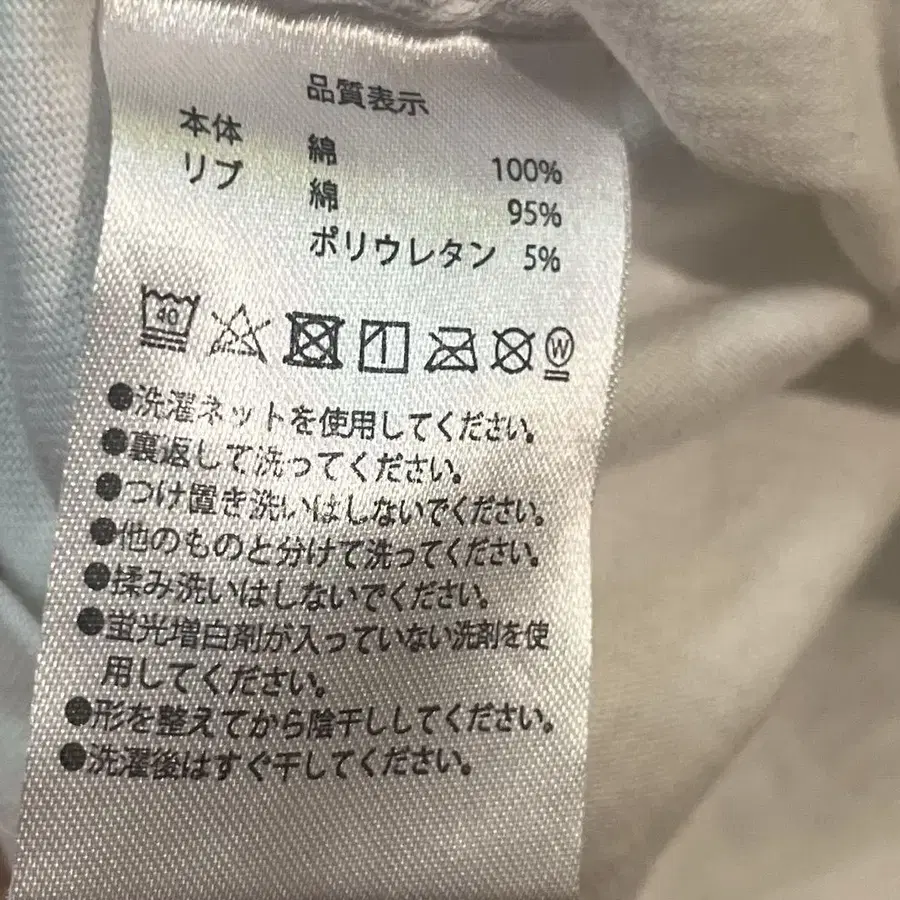 品質表示
本体 綿 100%
リブ 綿 95%
ポリウレタン 5%
40 W
●洗濯ネットを使用してください。
●裏返して洗ってください。
●つけ置き洗いはしないでください。
●他のものと分けて洗ってください。
●揉み洗いはしないでください。
●蛍光増白剤が入っていない洗剤を使
用してください。
●形を整えてから陰干ししてください。
●洗濯後はすぐ干してください。